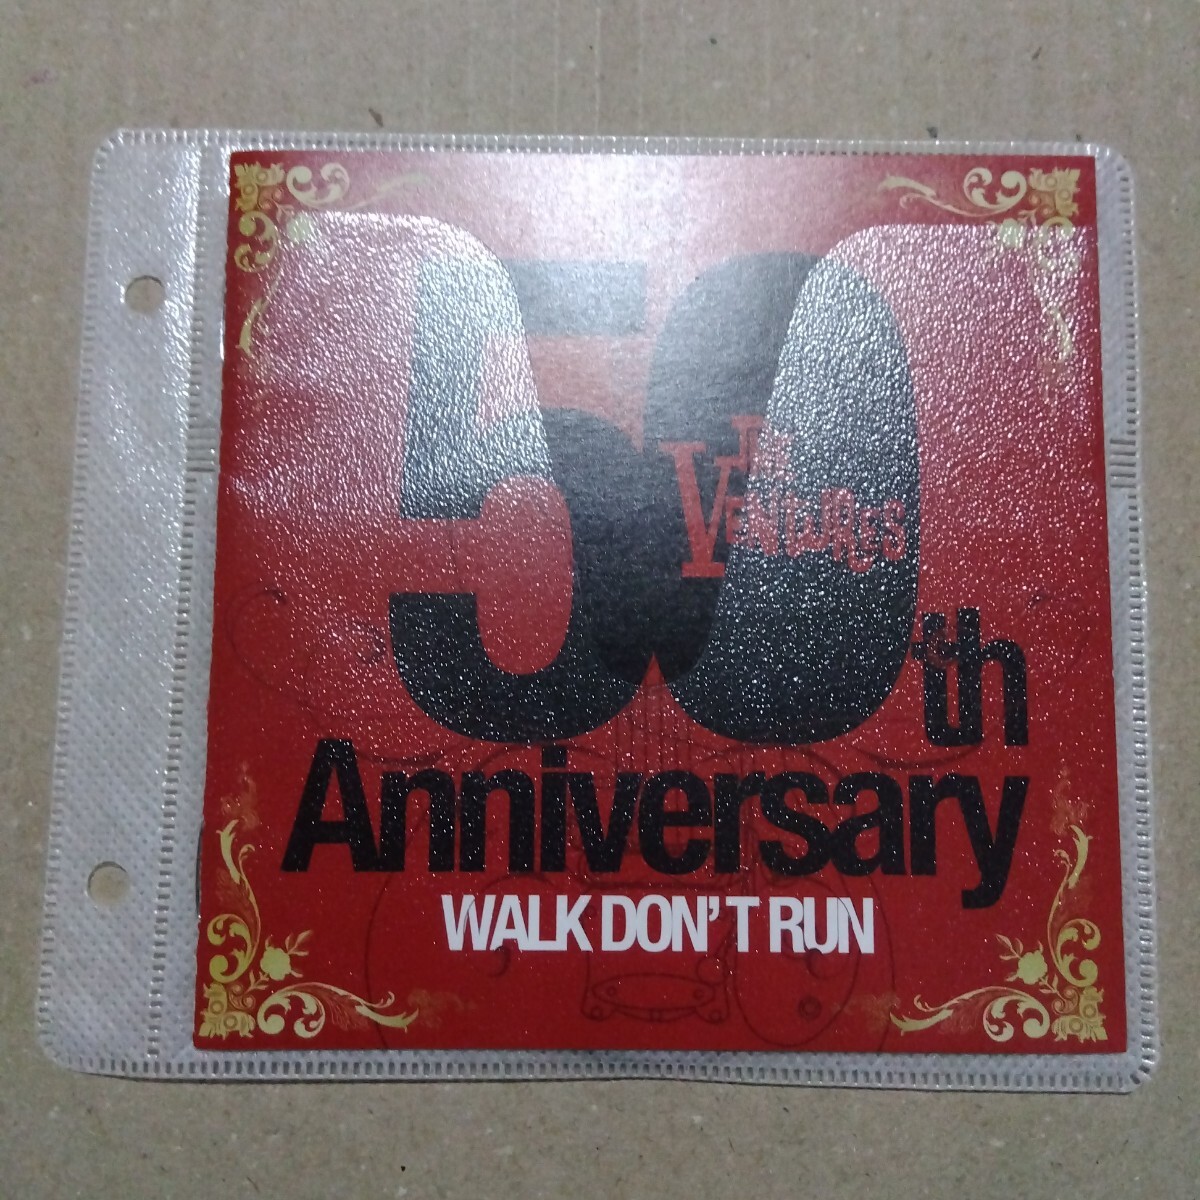 50th
THE
VENTURES
Anniversary
WALK DON'T RUN